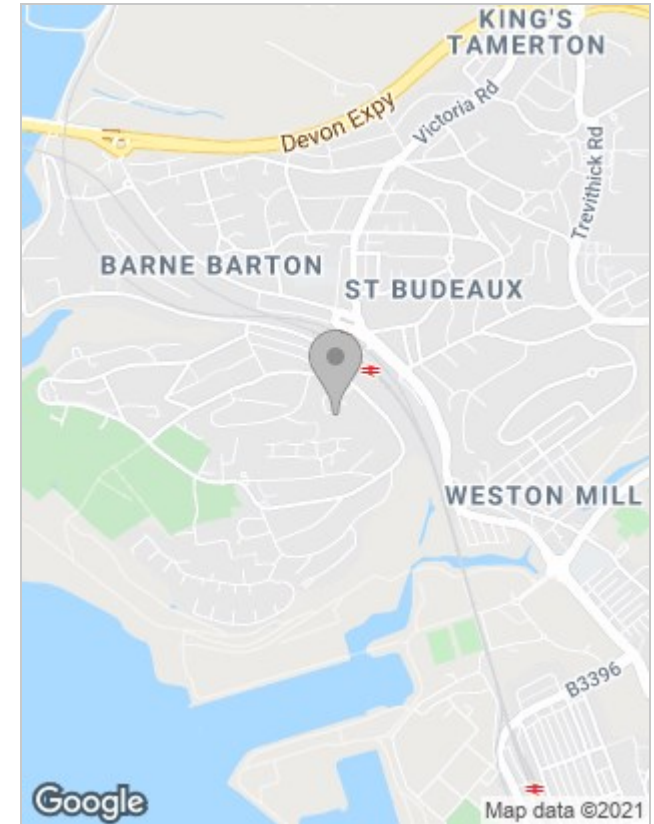 KING'S
TAMERTON
Devon Expy
Victoria Rd
Trevithick Rd
BARNE BARTON
ST BUDEAUX
WESTON MILL
B3396
Google
Map data ©2021